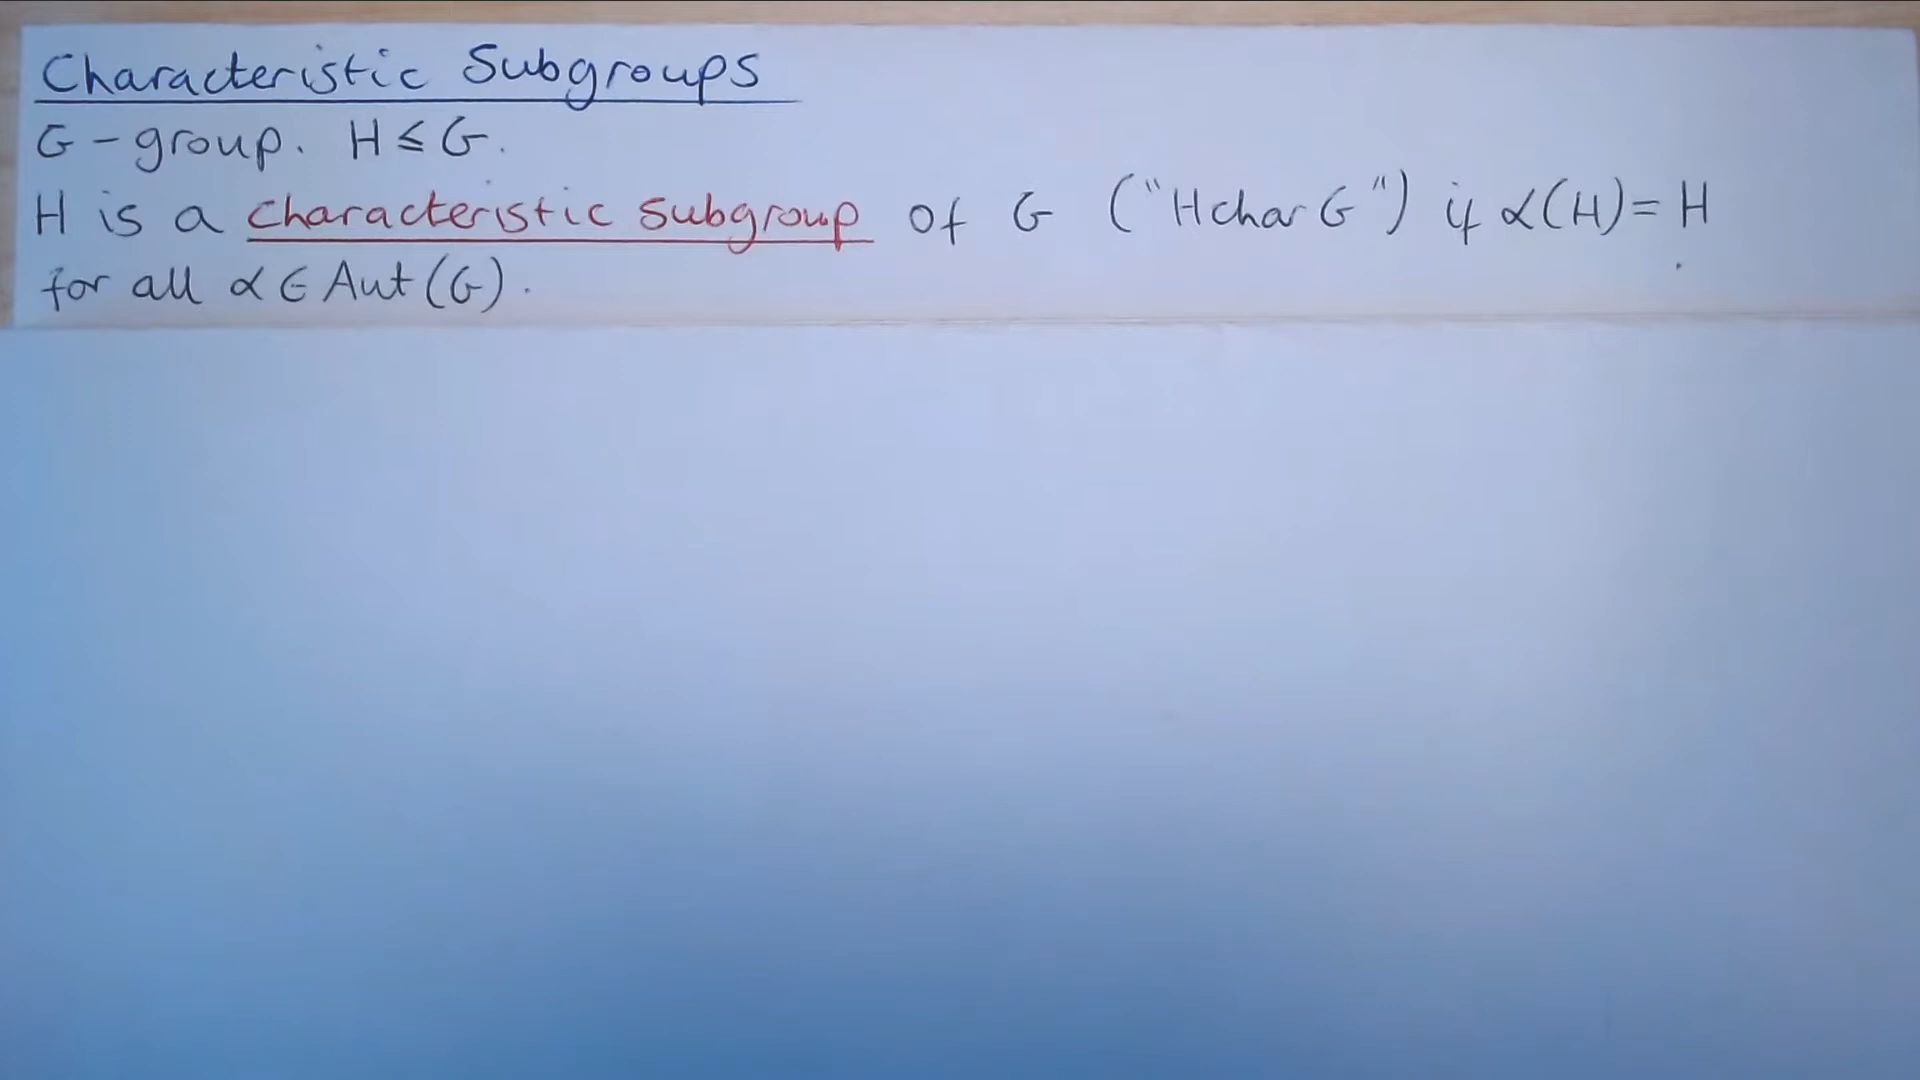 Characteristic Subgroups
G - group. H ≤ G.
H is a characteristic subgroup of G ("H char G") if α(H) = H
for all α ∈ Aut(G).